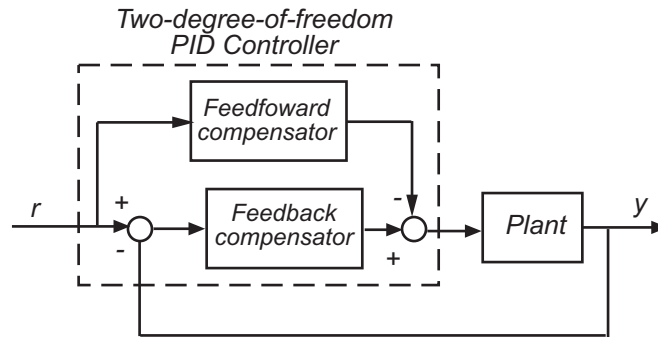 Two-degree-of-freedom
PID Controller
Feedfoward
compensator
+
-
r
-
Feedback
compensator
+
Plant
y